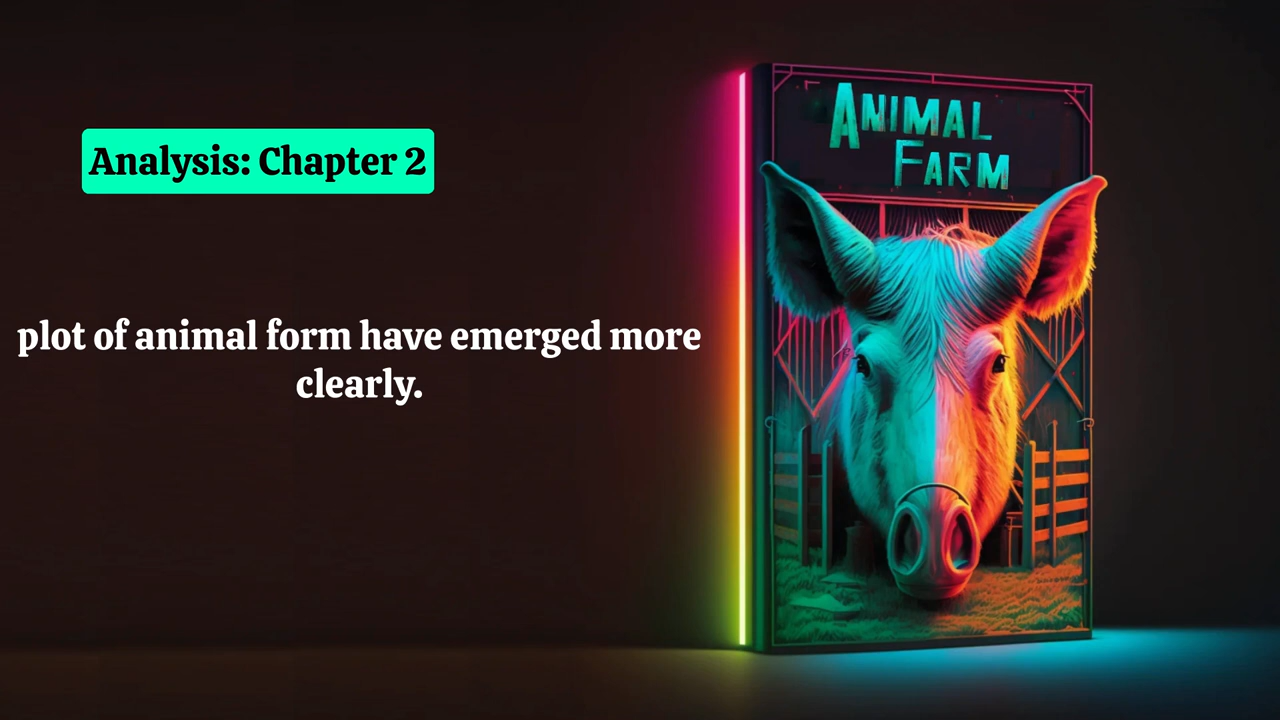 Analysis: Chapter 2
plot of animal form have emerged more
clearly.
ANIMAL
FARM